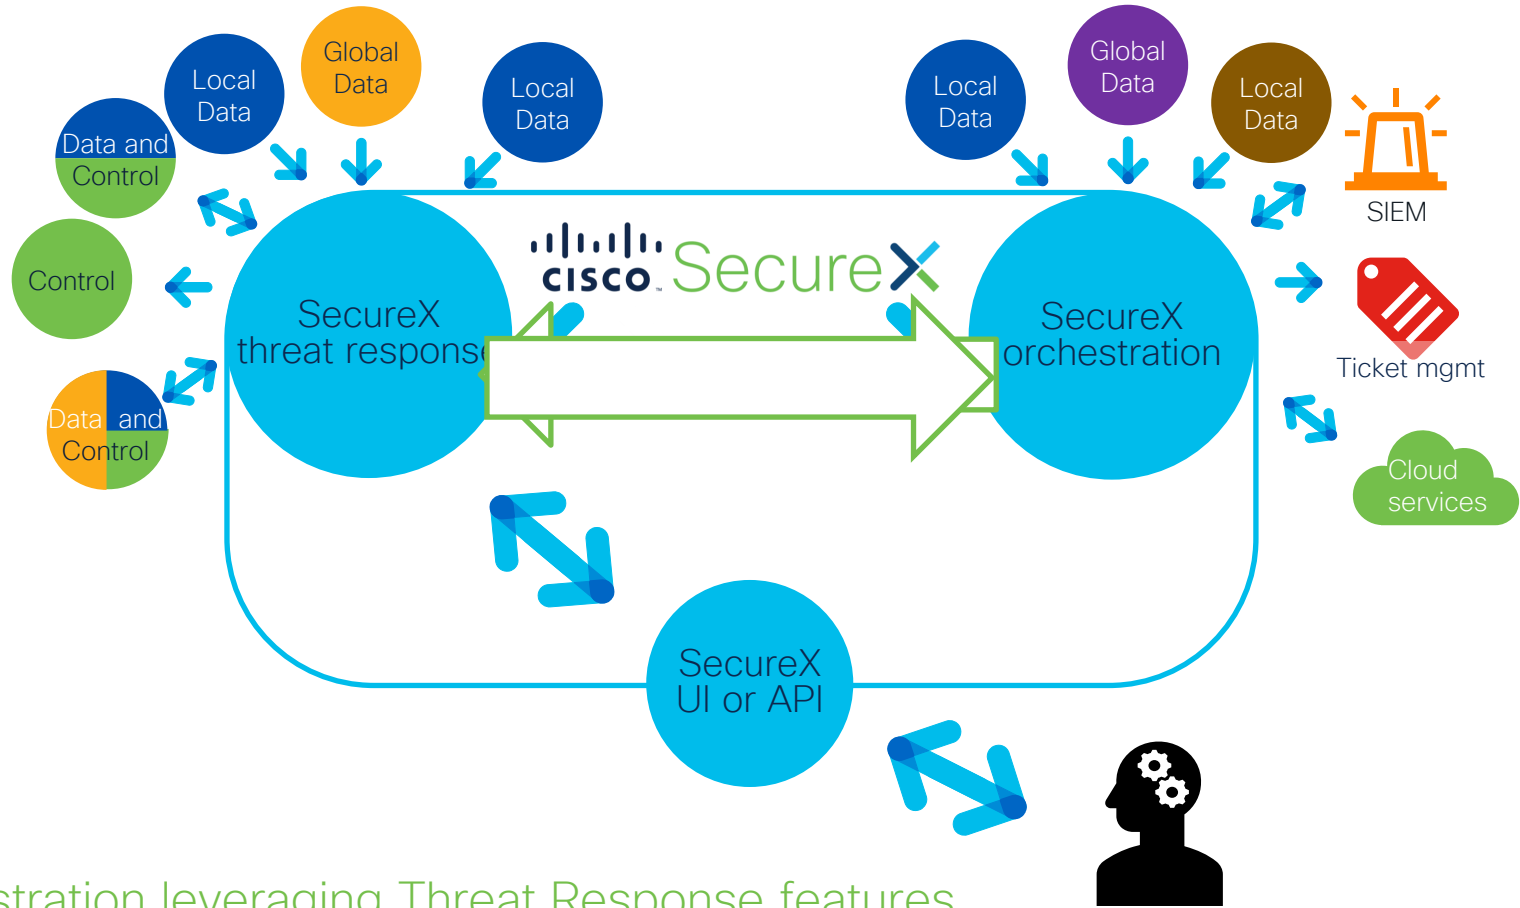 Global
Data
Local
Data
Local
Data
Data and
Control
Control
Data and
Control
Local
Data
Global
Data
Local
Data
SIEM
CISCO
SecureX
SecureX
threat response
SecureX
orchestration
Ticket mgmt
Cloud
services
SecureX
UI or API
stration leveraging Threat Response features